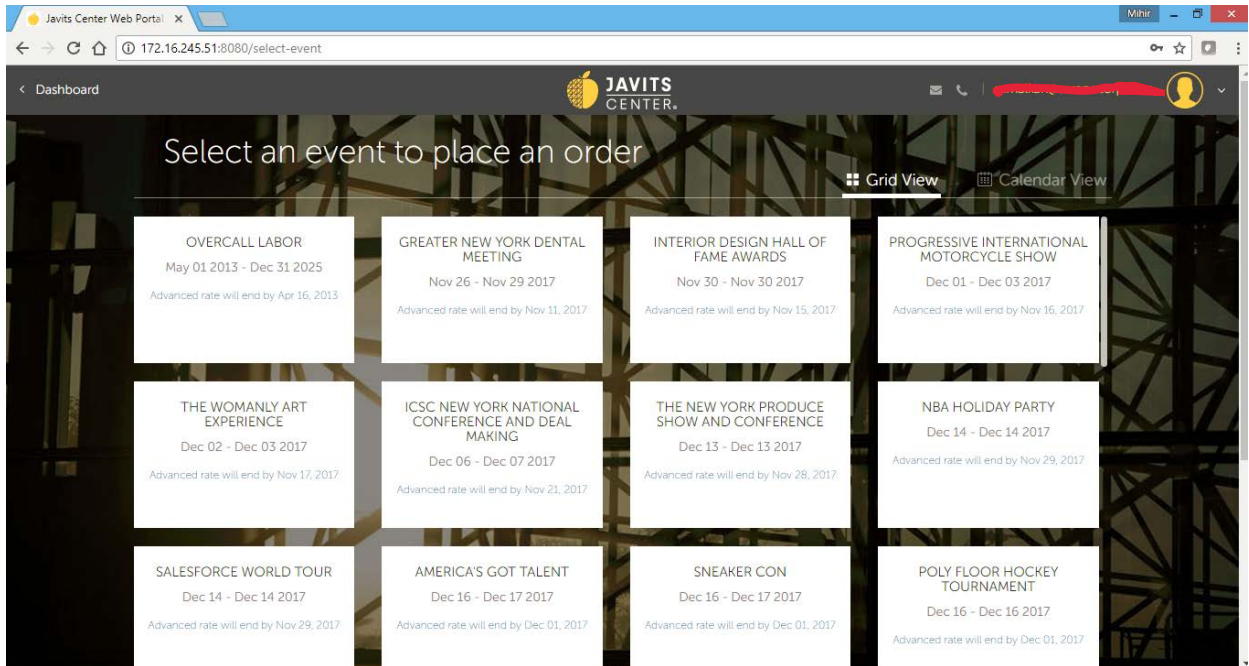 Javits Center Web Portal
Mihir
172.16.245.51:8080/select-event
Dashboard
JAVITS
CENTER.
Select an event to place an order
Grid View
Calendar View
OVERCALL LABOR
May 01 2013 - Dec 31 2025
Advanced rate will end by Apr 16, 2013
GREATER NEW YORK DENTAL
MEETING
Nov 26 - Nov 29 2017
Advanced rate will end by Nov 11, 2017
INTERIOR DESIGN HALL OF
FAME AWARDS
Nov 30 - Nov 30 2017
Advanced rate will end by Nov 15, 2017
PROGRESSIVE INTERNATIONAL
MOTORCYCLE SHOW
Dec 01 - Dec 03 2017
Advanced rate will end by Nov 16, 2017
THE WOMANLY ART
EXPERIENCE
Dec 02 - Dec 03 2017
Advanced rate will end by Nov 17, 2017
ICSC NEW YORK NATIONAL
CONFERENCE AND DEAL
MAKING
Dec 06 - Dec 07 2017
Advanced rate will end by Nov 21, 2017
THE NEW YORK PRODUCE
SHOW AND CONFERENCE
Dec 13 - Dec 13 2017
Advanced rate will end by Nov 28, 2017
NBA HOLIDAY PARTY
Dec 14 - Dec 14 2017
Advanced rate will end by Nov 29, 2017
SALESFORCE WORLD TOUR
Dec 14 - Dec 14 2017
Advanced rate will end by Nov 29, 2017
AMERICA'S GOT TALENT
Dec 16 - Dec 17 2017
Advanced rate will end by Dec 01, 2017
SNEAKER CON
Dec 16 - Dec 17 2017
Advanced rate will end by Dec 01, 2017
POLY FLOOR HOCKEY
TOURNAMENT
Dec 16 - Dec 16 2017
Advanced rate will end by Dec 01, 2017